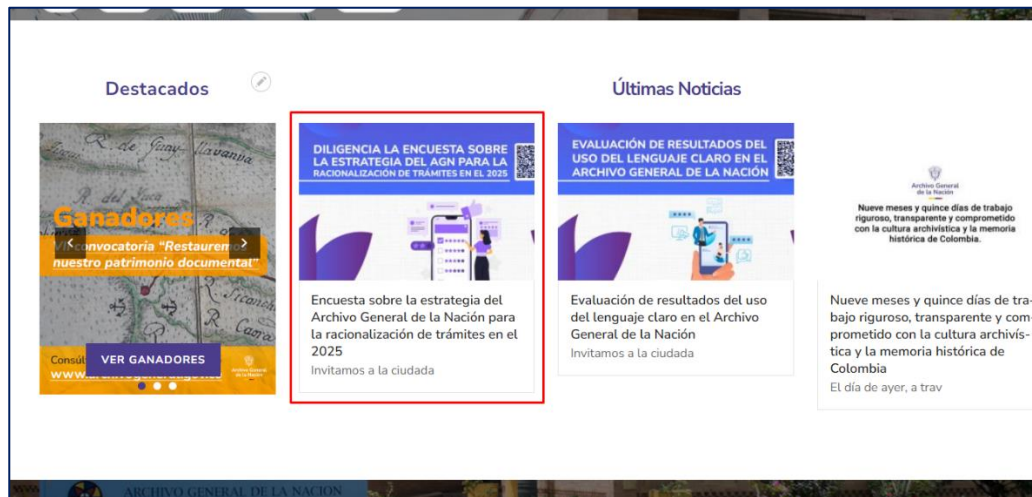 Destacados
Últimas Noticias
R. de Guay
Ganadores
VII convocatoria “Restauremos
nuestro patrimonio documental”
VER GANADORES
Archivo General
de la Nación
DILIGENCIA LA ENCUESTA SOBRE
LA ESTRATEGIA DEL AGN PARA LA
RACIONALIZACIÓN DE TRÁMITES EN EL 2025
Encuesta sobre la estrategia del
Archivo General de la Nación para
la racionalización de trámites en el
2025
Invitamos a la ciudada
EVALUACIÓN DE RESULTADOS DEL
USO DEL LENGUAJE CLARO EN EL
ARCHIVO GENERAL DE LA NACIÓN
Evaluación de resultados del uso
del lenguaje claro en el Archivo
General de la Nación
Invitamos a la ciudada
Archivo General
de la Nación
Nueve meses y quince días de trabajo
riguroso, transparente y comprometido
con la cultura archivística y la memoria
histórica de Colombia.
Nueve meses y quince días de tra-
bajo riguroso, transparente y com-
prometido con la cultura archivís-
tica y la memoria histórica de
Colombia
El día de ayer, a trav
ARCHIVO GENERAL DE LA NACION